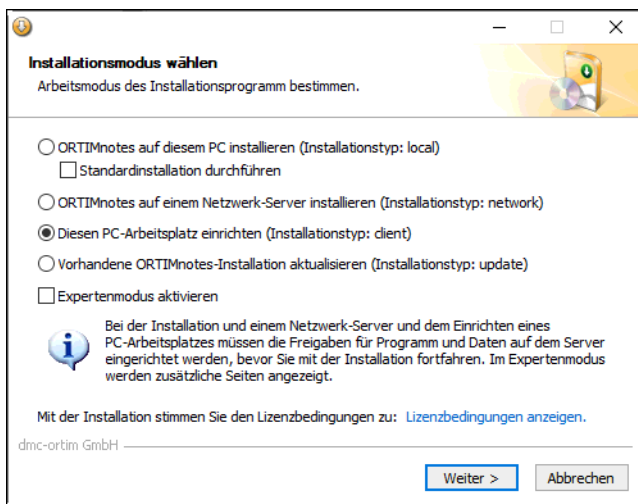 Installationsmodus wählen
Arbeitsmodus des Installationsprogramm bestimmen.
ORTIMnotes auf diesem PC installieren (Installationstyp: local)
Standardinstallation durchführen
ORTIMnotes auf einem Netzwerk-Server installieren (Installationstyp: network)
Diesen PC-Arbeitsplatz einrichten (Installationstyp: client)
Vorhandene ORTIMnotes-Installation aktualisieren (Installationstyp: update)
Expertenmodus aktivieren
Bei der Installation und einem Netzwerk-Server und dem Einrichten eines
PC-Arbeitsplatzes müssen die Freigaben für Programm und Daten auf dem Server
eingerichtet werden, bevor Sie mit der Installation fortfahren. Im Expertenmodus
werden zusätzliche Seiten angezeigt.
Mit der Installation stimmen Sie den Lizenzbedingungen zu: Lizenzbedingungen anzeigen.
dmc-ortim GmbH
Weiter > Abbrechen